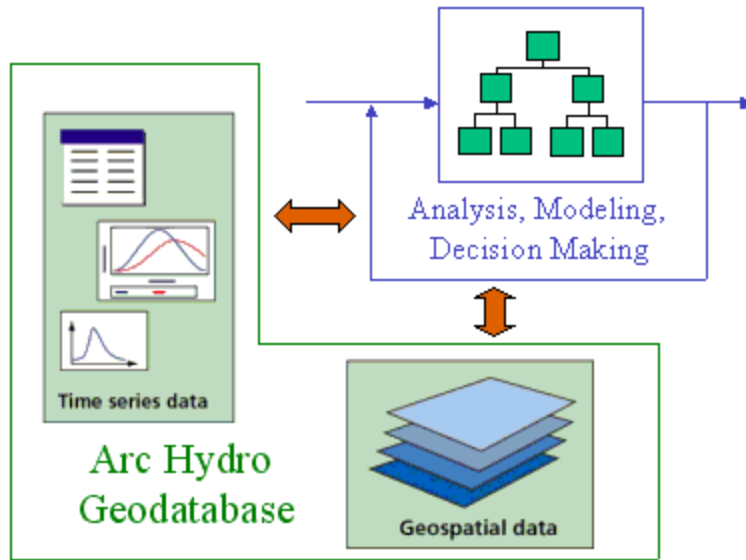 Analysis, Modeling,
Decision Making
Time series data
Arc Hydro
Geodatabase
Geospatial data